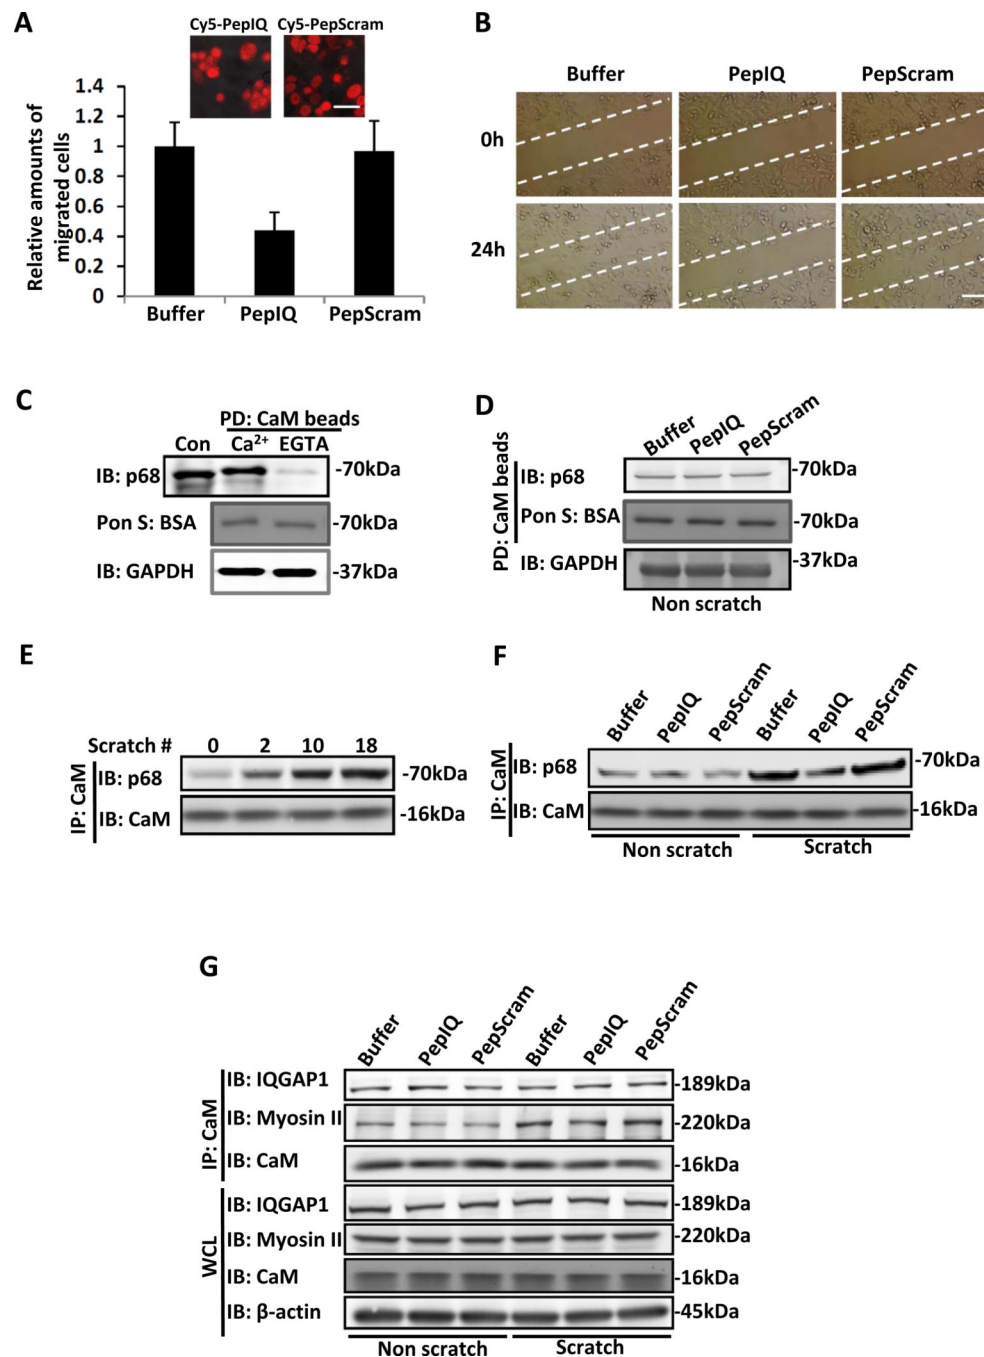 A
Cy5-PepIQ Cy5-PepScram
Relative amounts of
migrated cells
1.4
1.2
1
0.8
0.6
0.4
0.2
0
Buffer PepIQ PepScram
B
Buffer PepIQ PepScram
0h
24h
C
PD: CaM beads
Con Ca²⁺ EGTA
IB: p68 -70kDa
Pon S: BSA -70kDa
IB: GAPDH -37kDa
D
Buffer PepIQ PepScram
PD: CaM beads
IB: p68 -70kDa
Pon S: BSA -70kDa
IB: GAPDH -37kDa
Non scratch
E
Scratch # 0 2 10 18
IP: CaM
IB: p68 -70kDa
IB: CaM -16kDa
F
Buffer PepIQ PepScram Buffer PepIQ PepScram
IP: CaM
IB: p68 -70kDa
IB: CaM -16kDa
Non scratch Scratch
G
Buffer PepIQ PepScram Buffer PepIQ PepScram
IP: CaM
IB: IQGAP1 -189kDa
IB: Myosin II -220kDa
IB: CaM -16kDa
WCL
IB: IQGAP1 -189kDa
IB: Myosin II -220kDa
IB: CaM -16kDa
IB: β-actin -45kDa
Non scratch Scratch